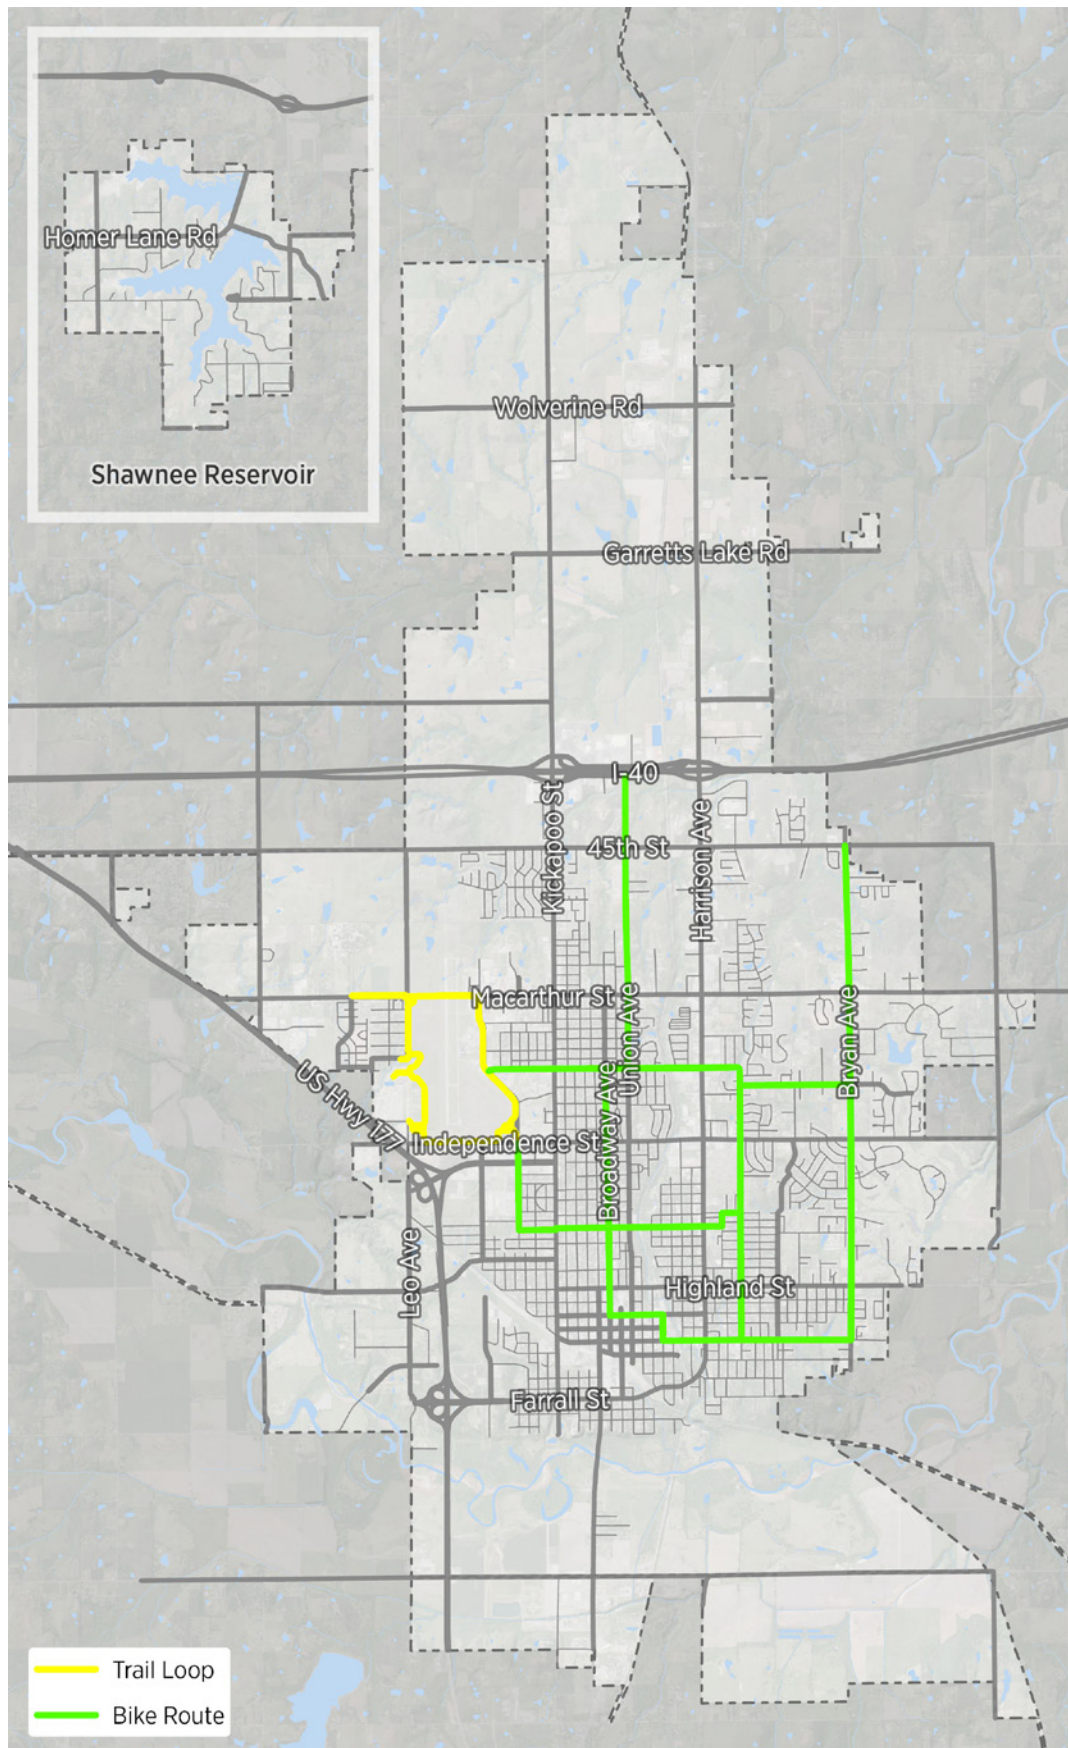 Homer Lane Rd
Shawnee Reservoir
Wolverine Rd
Garretts Lake Rd
I-40
Kickapoo St
45th St
Harrison Ave
Macarthur St
Union Ave
Bryan Ave
US Hwy 177
Broadway Ave
Independence St
Leo Ave
Highland St
Farrall St
Trail Loop
Bike Route